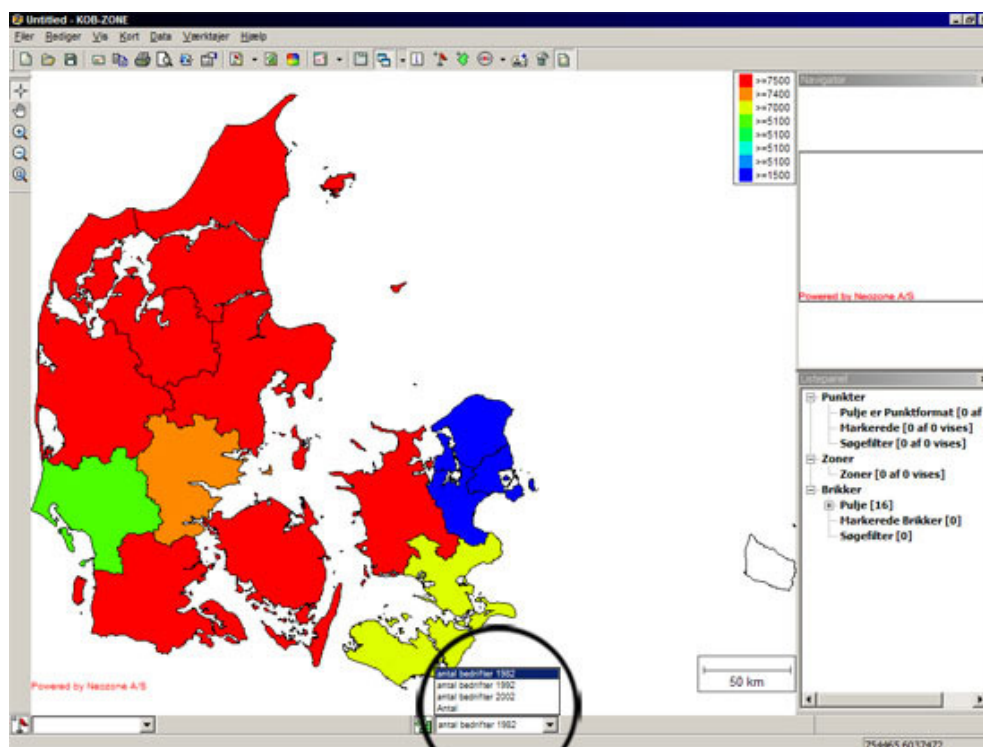 Untitled - KOB-ZONE
Filer Rediger Vis Kort Data Værktøjer Hjælp
>=7500
>=7400
>=7000
>=5100
>=5100
>=5100
>=5100
>=1500
Navigator
Powered by Neozone A/S
Listepanel
Punkter
Pulje er Punktformat [0 af
Markerede [0 af 0 vises]
Søgefilter [0 af 0 vises]
Zoner
Zoner [0 af 0 vises]
Brikker
Pulje [16]
Markerede Brikker [0]
Søgefilter [0]
50 km
Powered by Neozone A/S
antal bedrifter 1982
antal bedrifter 1992
antal bedrifter 2002
Antal
antal bedrifter 1982
754465,6037472